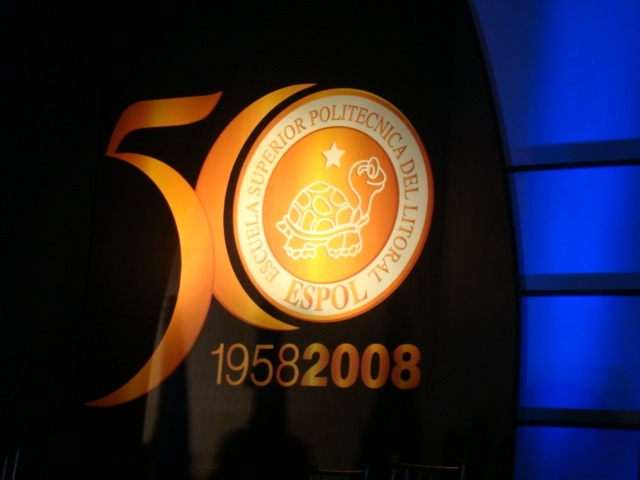 50
ESCUELA SUPERIOR POLITECNICA DEL LITORAL
ESPOL
19582008